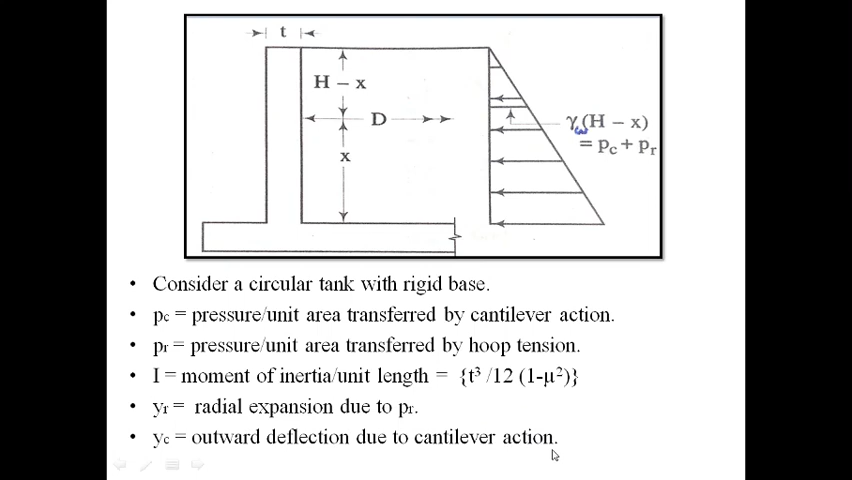 t
H – x
D
x
γω(H – x)
= pc + pr
• Consider a circular tank with rigid base.
• pc = pressure/unit area transferred by cantilever action.
• pr = pressure/unit area transferred by hoop tension.
• I = moment of inertia/unit length = {t³ /12 (1-μ²)}
• yr = radial expansion due to pr.
• yc = outward deflection due to cantilever action.